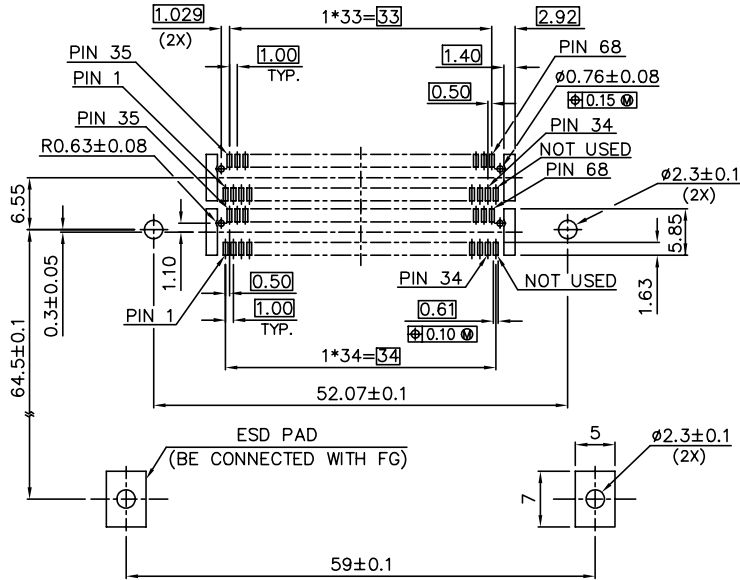 1.029
(2X)
1*33=33
2.92
PIN 35
1.00
TYP.
1.40
PIN 68
PIN 1
ø0.76±0.08
PIN 35
0.50
⌖ 0.15 Ⓜ
R0.63±0.08
PIN 34
NOT USED
PIN 68
ø2.3±0.1
(2X)
6.55
5.85
0.3±0.05
1.10
0.50
PIN 34
NOT USED
1.63
PIN 1
1.00
TYP.
0.61
⌖ 0.10 Ⓜ
1*34=34
64.5±0.1
52.07±0.1
ESD PAD
(BE CONNECTED WITH FG)
5
ø2.3±0.1
(2X)
7
59±0.1